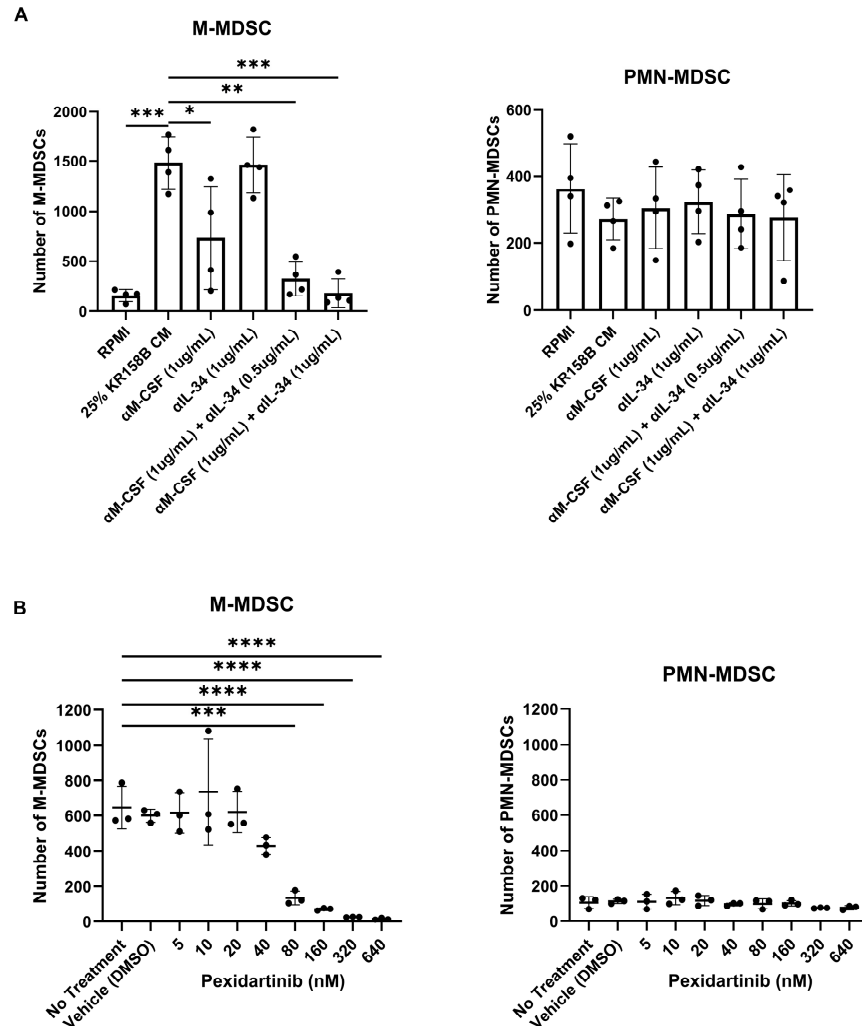 A
M-MDSC
***
**
***
*
Number of M-MDSCs
2000
1500
1000
500
0
RPMI
25% KR158B CM
αM-CSF (1ug/mL)
αIL-34 (1ug/mL)
αM-CSF (1ug/mL) + αIL-34 (0.5ug/mL)
αM-CSF (1ug/mL) + αIL-34 (1ug/mL)
PMN-MDSC
Number of PMN-MDSCs
600
400
200
0
RPMI
25% KR158B CM
αM-CSF (1ug/mL)
αIL-34 (1ug/mL)
αM-CSF (1ug/mL) + αIL-34 (0.5ug/mL)
αM-CSF (1ug/mL) + αIL-34 (1ug/mL)
B
M-MDSC
****
****
****
***
Number of M-MDSCs
1200
1000
800
600
400
200
0
No Treatment
Vehicle (DMSO)
5
10
20
40
80
160
320
640
Pexidartinib (nM)
PMN-MDSC
Number of PMN-MDSCs
1200
1000
800
600
400
200
0
No Treatment
Vehicle (DMSO)
5
10
20
40
80
160
320
640
Pexidartinib (nM)